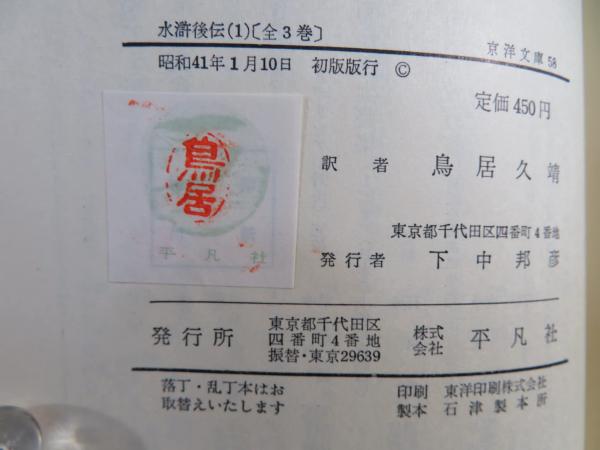 水滸後伝(1)〔全3巻〕
京洋文庫58
昭和41年1月10日 初版版行 ©
定価450円
鳥居
平凡社
訳者 鳥居久靖
東京都千代田区四番町4番地
発行者 下中邦彦
発行所
東京都千代田区
四番町4番地
振替・東京29639
株式会社 平凡社
落丁・乱丁本はお
取替えいたします
印刷 東洋印刷株式会社
製本 石津製本所